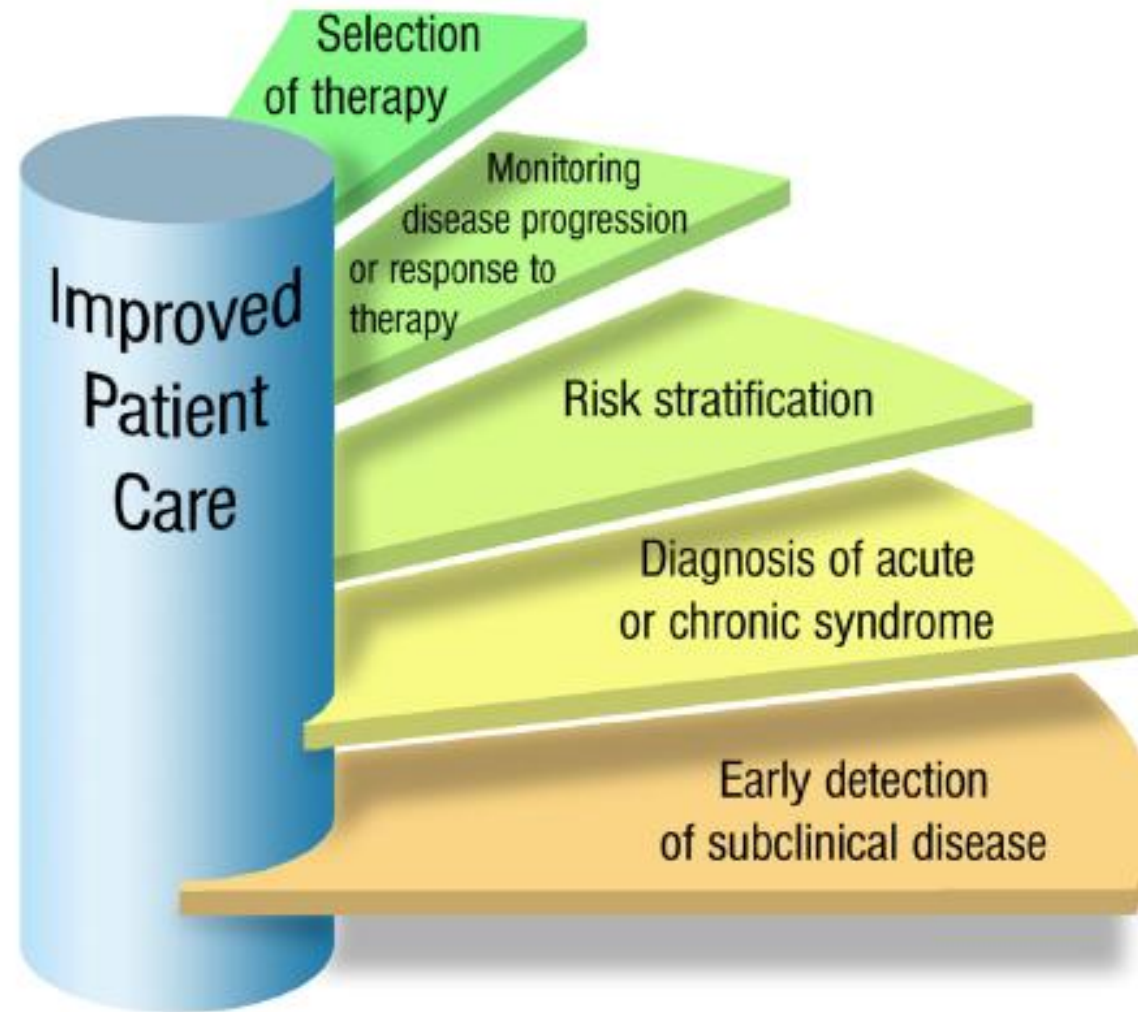 Selection
of therapy
Monitoring
disease progression
or response to
therapy
Improved
Patient
Care
Risk stratification
Diagnosis of acute
or chronic syndrome
Early detection
of subclinical disease